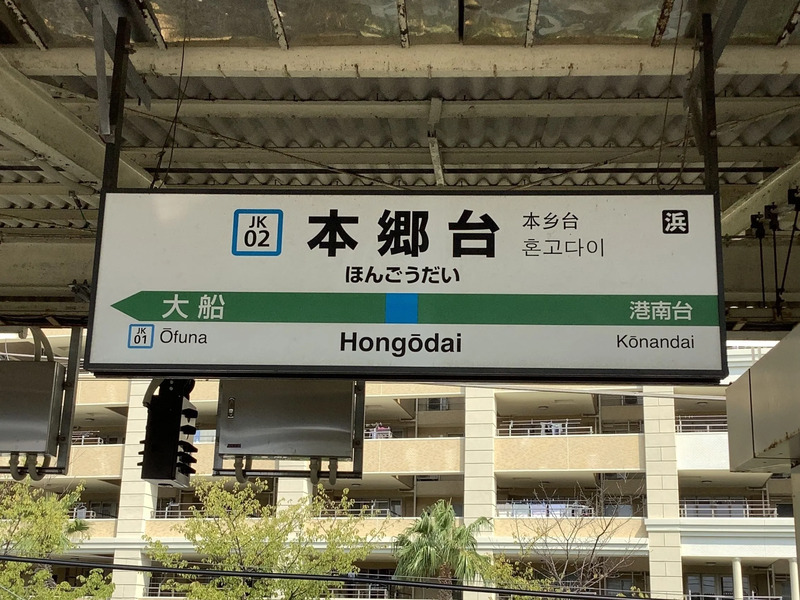 JK
02
本郷台
本乡台
혼고다이
浜
ほんごうだい
大船
港南台
JK
01
Ōfuna
Hongōdai
Kōnandai